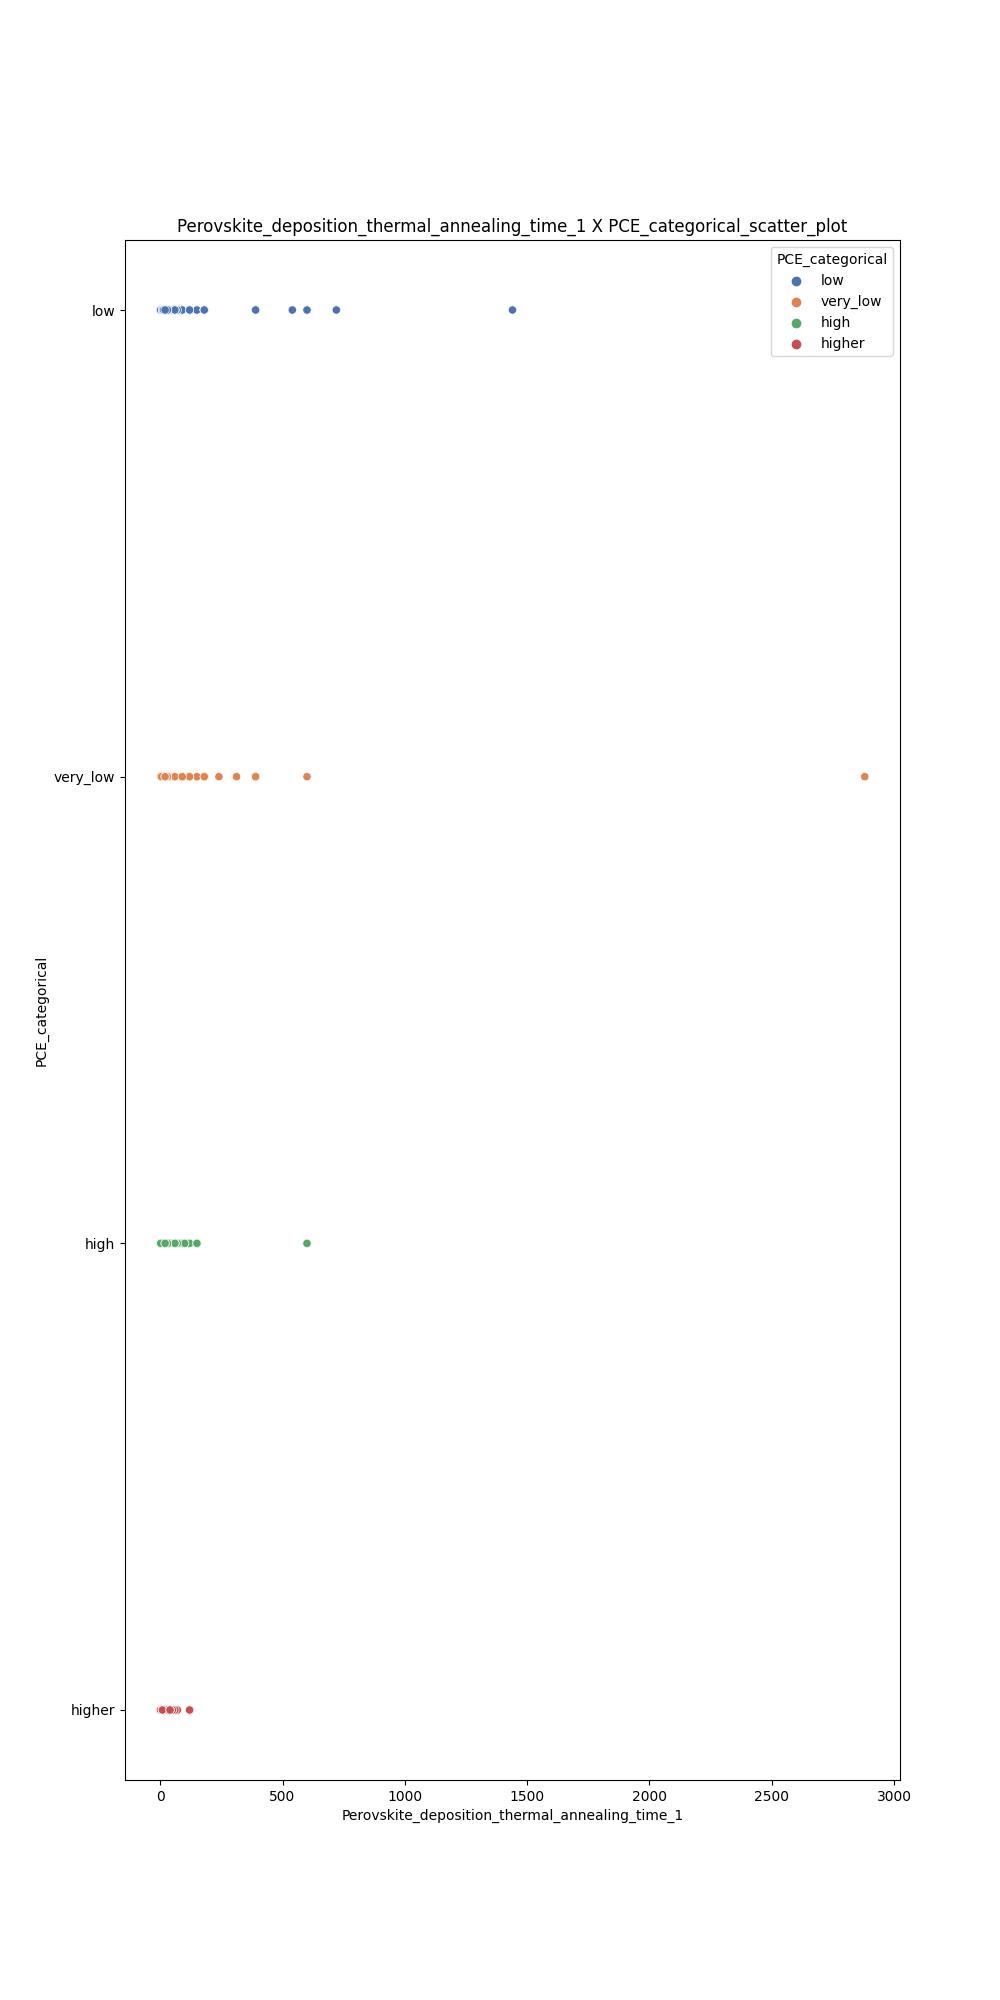 Perovskite_deposition_thermal_annealing_time_1 X PCE_categorical_scatter_plot
PCE_categorical
low
very_low
high
higher
low
very_low
high
higher
PCE_categorical
0
500
1000
1500
2000
2500
3000
Perovskite_deposition_thermal_annealing_time_1